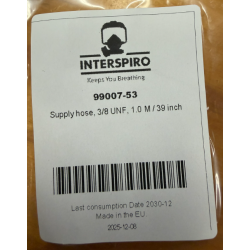 INTERSPIRO
Keeps You Breathing
99007-53
Supply hose, 3/8 UNF, 1.0 M / 39 inch
Last consumption Date 2030-12
Made in the EU
2025-12-08